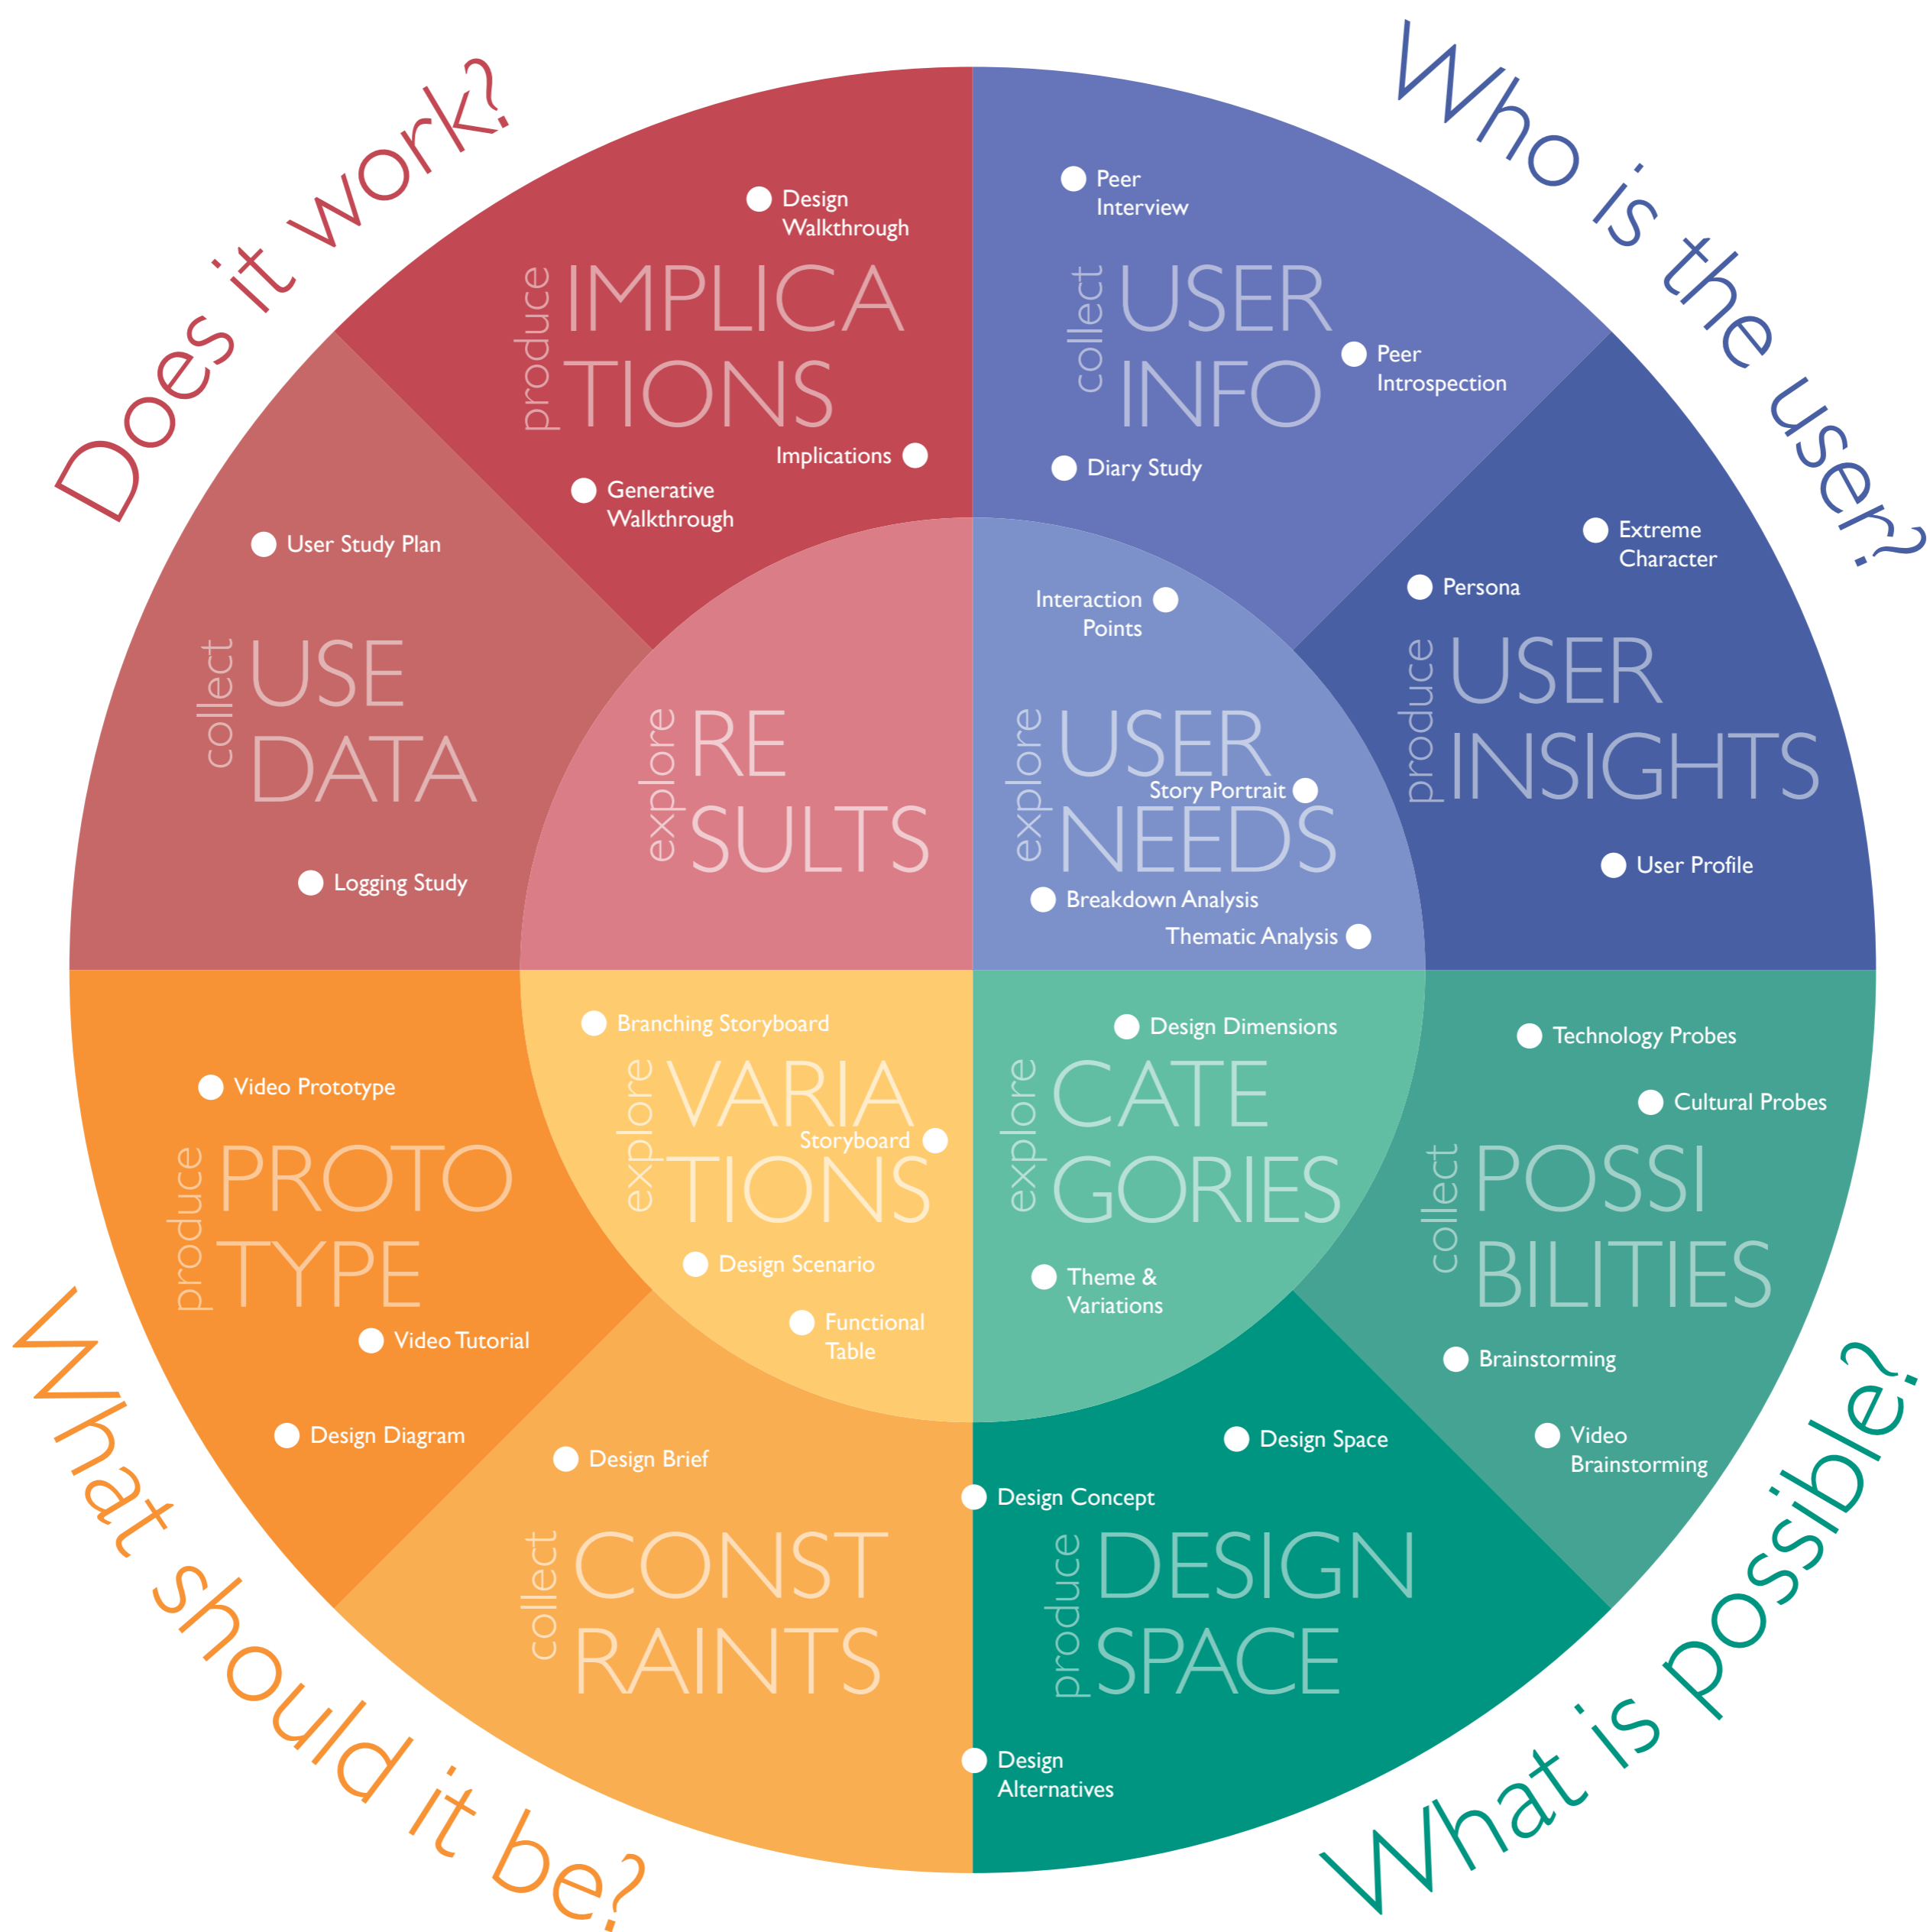 Does it work?
Who is the user?
Design
Walkthrough
produce
IMPLICA
TIONS
Implications
Generative
Walkthrough
Peer
Interview
collect
USER
INFO
Peer
Introspection
Diary Study
User Study Plan
collect
USE
DATA
Logging Study
explore
RE
SULTS
Interaction
Points
explore
USER
Story Portrait
NEEDS
Breakdown Analysis
Thematic Analysis
Extreme
Character
Persona
produce
USER
INSIGHTS
User Profile
Video Prototype
produce
PROTO
TYPE
Video Tutorial
Design Diagram
Branching Storyboard
explore
VARIA
Storyboard
TIONS
Design Scenario
Functional
Table
Design Dimensions
explore
CATE
GORIES
Theme &
Variations
Technology Probes
Cultural Probes
collect
POSSI
BILITIES
Brainstorming
Video
Brainstorming
Design Brief
collect
CONST
RAINTS
Design Space
Design Concept
produce
DESIGN
SPACE
Design
Alternatives
What should it be?
What is possible?